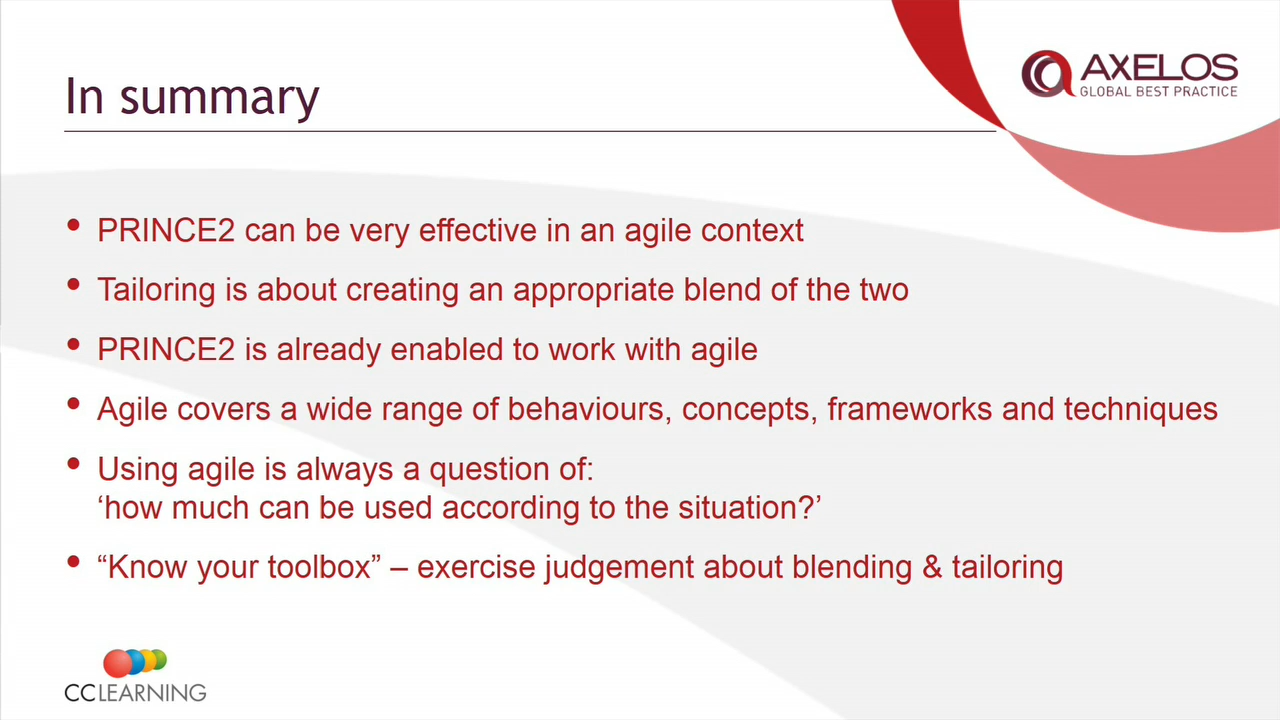 In summary
AXELOS
GLOBAL BEST PRACTICE
• PRINCE2 can be very effective in an agile context
• Tailoring is about creating an appropriate blend of the two
• PRINCE2 is already enabled to work with agile
• Agile covers a wide range of behaviours, concepts, frameworks and techniques
• Using agile is always a question of:
‘how much can be used according to the situation?’
• “Know your toolbox” – exercise judgement about blending & tailoring
CCLEARNING